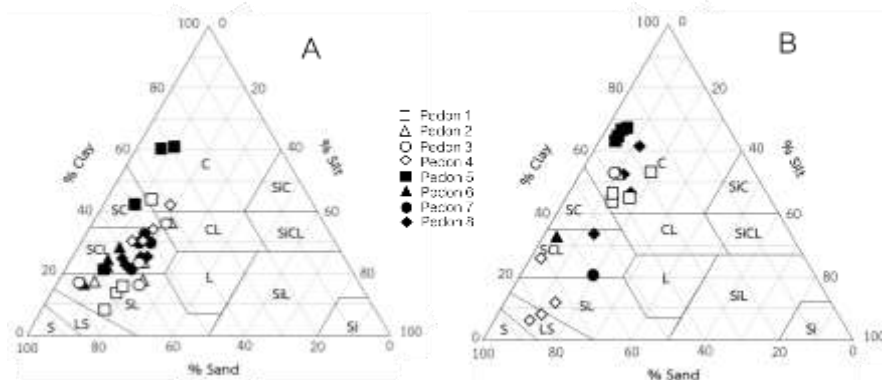 100 0
A
80 20
% Clay
60 40
C
% Silt
SiC
40 60
SC
CL SiCL
SCL
20 80
L
SL SiL
LS
S Si
0 100
100 80 60 40 20 0
% Sand
Pedon 1
Pedon 2
Pedon 3
Pedon 4
Pedon 5
Pedon 6
Pedon 7
Pedon 8
100 0
B
80 20
% Clay
60 40
C
% Silt
SiC
40 60
SC
CL SiCL
SCL
20 80
L
SL SiL
LS
S Si
0 100
100 80 60 40 20 0
% Sand